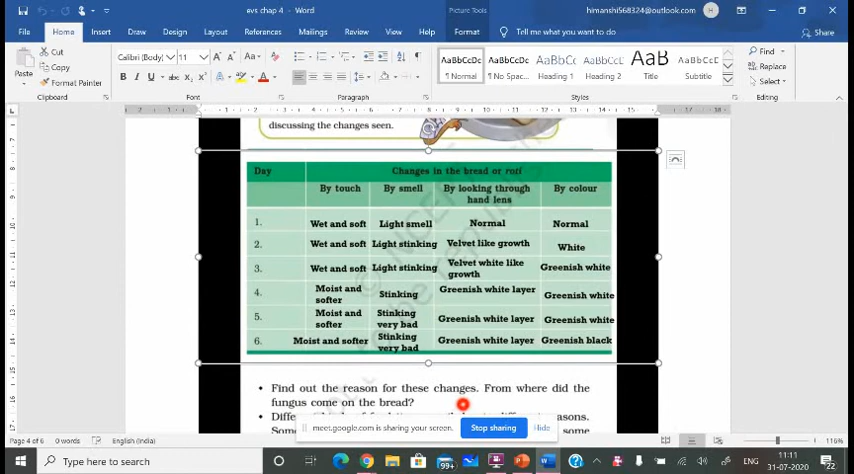 evs chap 4 - Word
Picture Tools
himanshi568324@outlook.com
H
File Home Insert Draw Design Layout References Mailings Review View Help Format Tell me what you want to do Share
Paste
Cut
Copy
Format Painter
Calibri (Body) 11
AaBbCcDc AaBbCcDc AaBbCc AaBbCc AaB AaBbCcD
¶ Normal ¶ No Spac... Heading 1 Heading 2 Title Subtitle
Find
Replace
Select
Clipboard Font Paragraph Styles Editing
discussing the changes seen.
Day Changes in the bread or roti
By touch By smell By looking through hand lens By colour
1. Wet and soft Light smell Normal Normal
2. Wet and soft Light stinking Velvet like growth White
3. Wet and soft Light stinking Velvet white like growth Greenish white
4. Moist and softer Stinking Greenish white layer Greenish white
5. Moist and softer Stinking very bad Greenish white layer Greenish white
6. Moist and softer Stinking very bad Greenish white layer Greenish black
• Find out the reason for these changes. From where did the
fungus come on the bread?
meet.google.com is sharing your screen. Stop sharing Hide
Page 4 of 6 0 words English (India) 116%
Type here to search
99+
ENG
11:11
31-07-2020
22